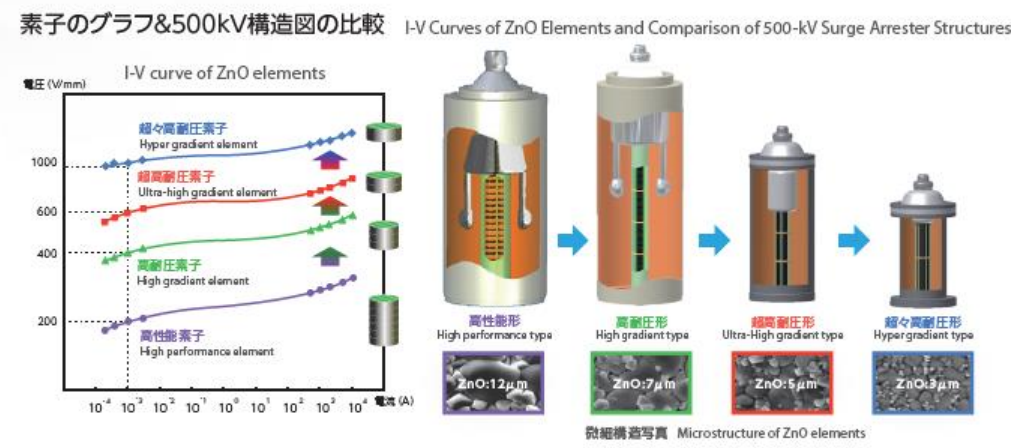 素子のグラフ&500kV構造図の比較 I-V Curves of ZnO Elements and Comparison of 500-kV Surge Arrester Structures
I-V curve of ZnO elements
電圧 (V/mm)
超々高耐圧素子
Hyper gradient element
1000
超高耐圧素子
Ultra-high gradient element
600
400
高耐圧素子
High gradient element
200
高性能素子
High performance element
10⁻⁴ 10⁻³ 10⁻² 10⁻¹ 10⁰ 10¹ 10² 10³ 10⁴ 電流 (A)
高性能形
High performance type
高耐圧形
High gradient type
超高耐圧形
Ultra-High gradient type
超々高耐圧形
Hyper gradient type
ZnO:12μm
ZnO:7μm
ZnO:5μm
ZnO:3μm
微細構造写真 Microstructure of ZnO elements